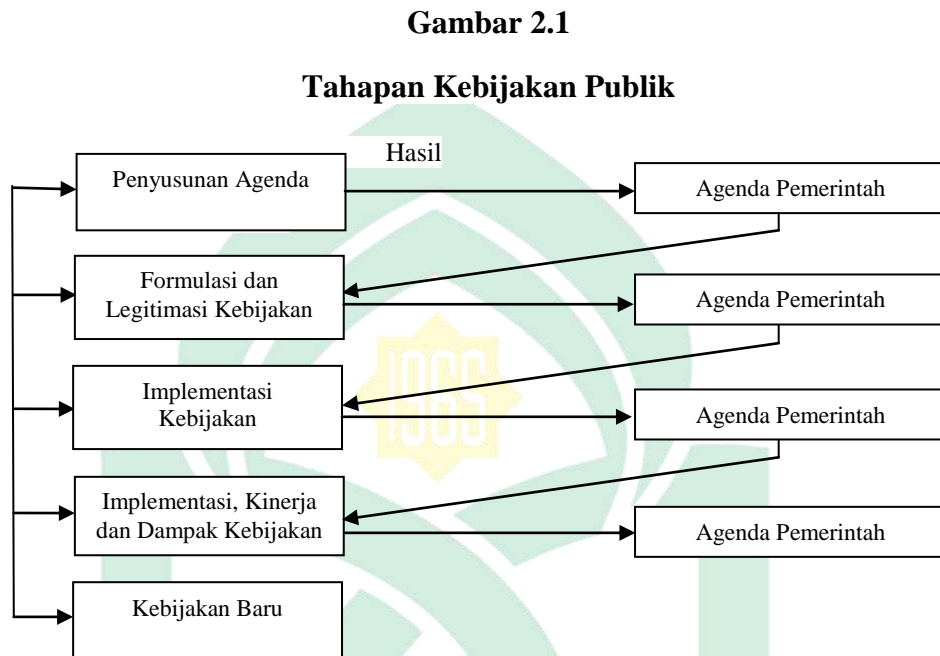 Gambar 2.1
Tahapan Kebijakan Publik
Hasil
Penyusunan Agenda
Agenda Pemerintah
Formulasi dan
Legitimasi Kebijakan
Agenda Pemerintah
Implementasi
Kebijakan
Agenda Pemerintah
Implementasi, Kinerja
dan Dampak Kebijakan
Agenda Pemerintah
Kebijakan Baru
1965